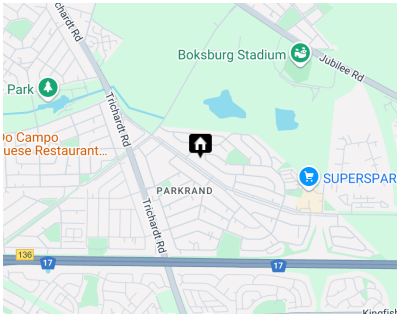 Trichardt Rd
Boksburg Stadium
Jubilee Rd
Park
Trichardt Rd
Do Campo
guese Restaurant...
SUPERSPAR
PARKRAND
Trichardt Rd
136
17
17
Kingfish